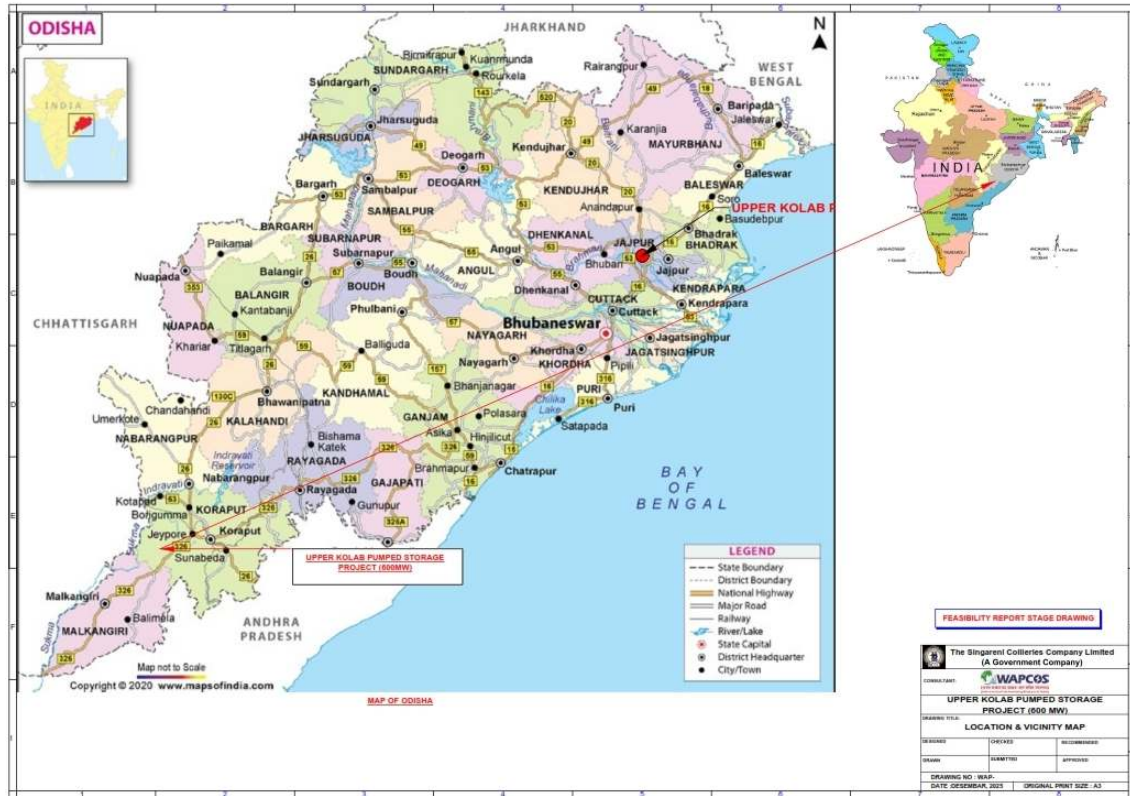 ODISHA
INDIA
N
JHARKHAND
WEST
BENGAL
CHHATTISGARH
ANDHRA
PRADESH
BAY
OF
BENGAL
Birmitrapur
Kuanmunda
SUNDARGARH
Rourkela
Sundargarh
Rairangpur
Baripada
Jaleswar
Jharsuguda
JHARSUGUDA
Karanjia
MAYURBHANJ
Kendujhar
Deogarh
DEOGARH
Baleswar
Bargarh
Sambalpur
SAMBALPUR
KENDUJHAR
BALESWAR
Soro
Anandapur
UPPER KOLAB P
Basudebpur
BARGARH
SUBARNAPUR
DHENKANAL
Bhadrak
BHADRAK
Paikamal
Subarnapur
Angul
JAJPUR
Bhuban
Jajpur
Nuapada
Balangir
Boudh
ANGUL
Mahanadi
Dhenkanal
KENDRAPARA
BALANGIR
BOUDH
CUTTACK
Kendrapara
Kantabanji
Phulbani
Cuttack
NUAPADA
Bhubaneswar
NAYAGARH
Jagatsinghpur
Khariar
Titlagarh
Balliguda
Khordha
JAGATSINGHPUR
Nayagarh
KHORDHA
Pipili
Bhawanipatna
KANDHAMAL
Bhanjanagar
PURI
Chandahandi
Chilika
Lake
Puri
Umerkote
KALAHANDI
GANJAM
Polasara
Satapada
NABARANGPUR
Bishama
Katek
Asika
Hinjilicut
Indravati
Reservoir
RAYAGADA
Chatrapur
Nabarangpur
GAJAPATI
Brahmapur
Indravati
Kotapad
Rayagada
Gunupur
Borigumma
KORAPUT
Jeypore
Koraput
Sunabeda
UPPER KOLAB PUMPED STORAGE
PROJECT (600MW)
Malkangiri
Balimela
MALKANGIRI
Map not to Scale
Copyright © 2020 www.mapsofindia.com
MAP OF ODISHA
LEGEND
State Boundary
District Boundary
National Highway
Major Road
Railway
River/Lake
State Capital
District Headquarter
City/Town
INDIA
FEASIBILITY REPORT STAGE DRAWING
The Singareni Collieries Company Limited
(A Government Company)
CONSULTANT:
WAPCOS
UPPER KOLAB PUMPED STORAGE
PROJECT (600 MW)
DRAWING TITLE:
LOCATION & VICINITY MAP
DESIGNED
CHECKED
RECOMMENDED
DRAWN
SUBMITTED
APPROVED
DRAWING NO : WAP-
DATE :DESEMBAR, 2025
ORIGINAL PRINT SIZE : A3